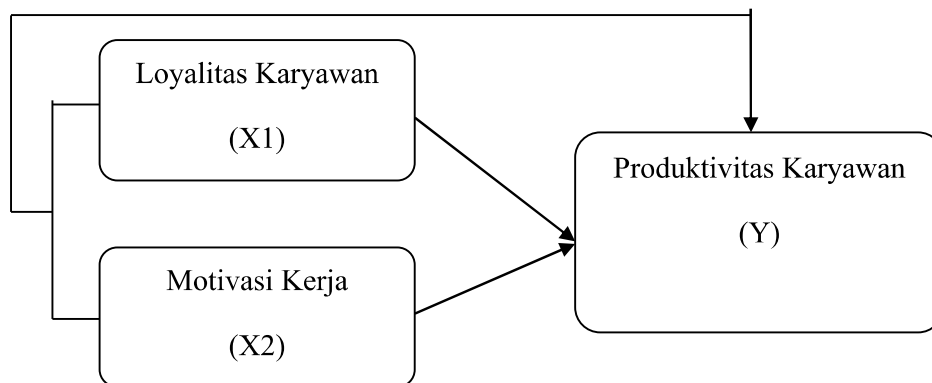 Loyalitas Karyawan
(X1)
Produktivitas Karyawan
(Y)
Motivasi Kerja
(X2)